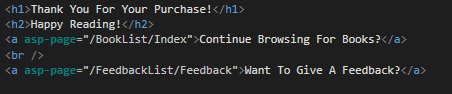 <h1>Thank You For Your Purchase!</h1>
<h2>Happy Reading!</h2>
<a asp-page="/BookList/Index">Continue Browsing For Books?</a>
<br />
<a asp-page="/FeedbackList/Feedback">Want To Give A Feedback?</a>